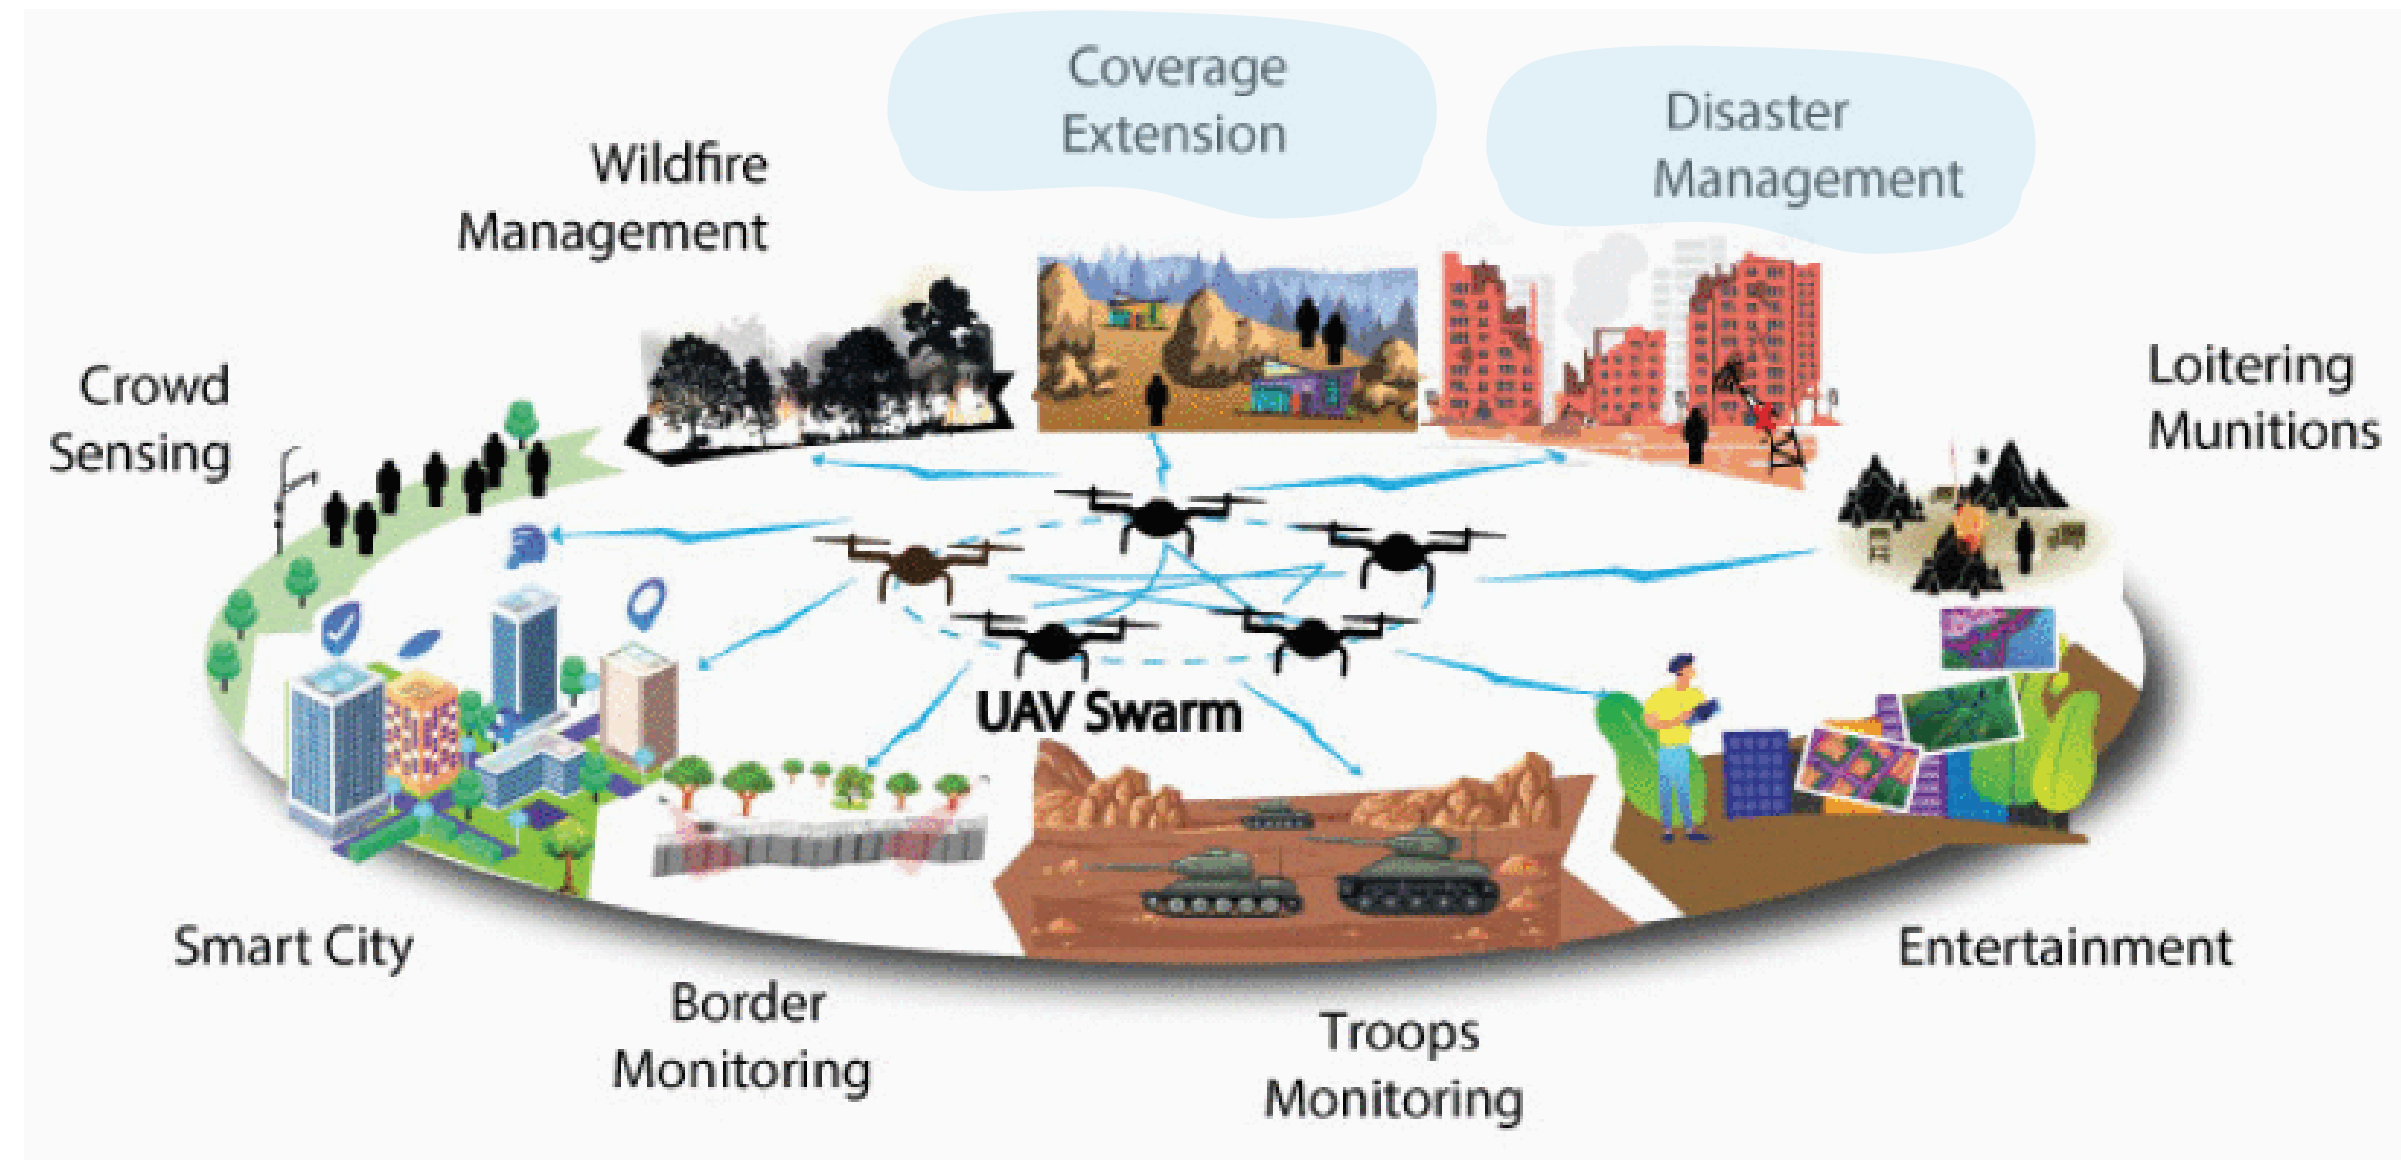 Coverage
Extension
Disaster
Management
Wildfire
Management
Crowd
Sensing
Loitering
Munitions
UAV Swarm
Smart City
Entertainment
Border
Monitoring
Troops
Monitoring